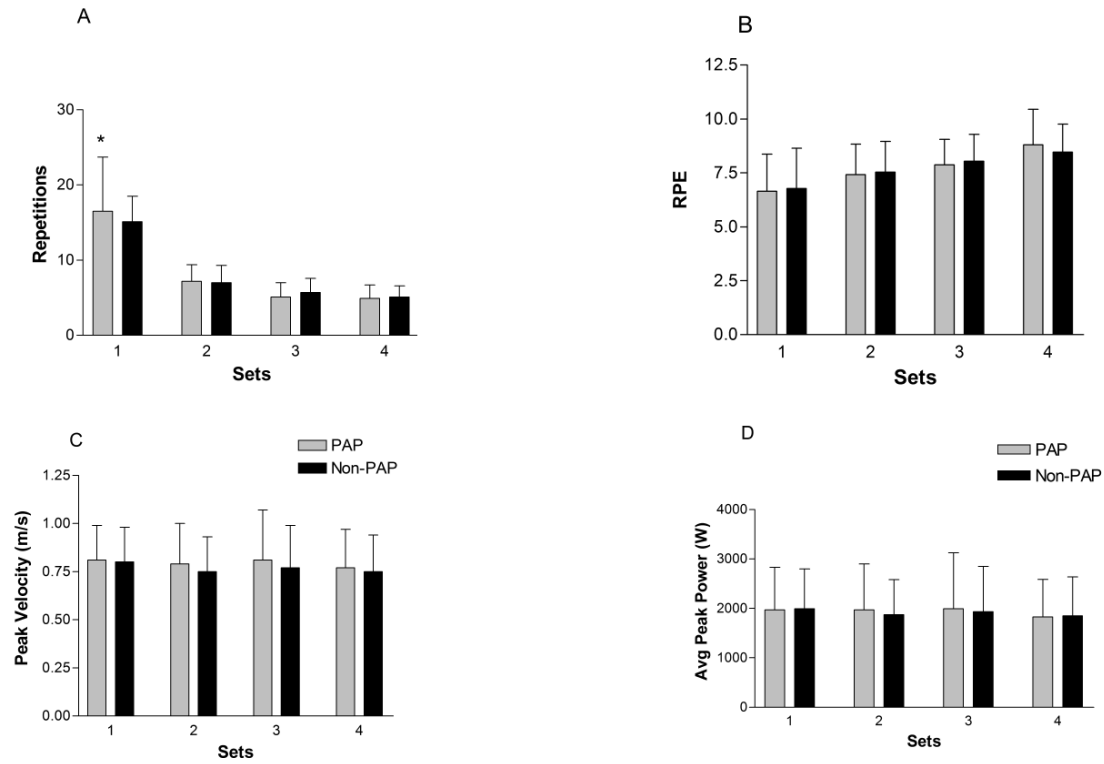 A
30
20
10
0
Repetitions
*
1 2 3 4
Sets
B
12.5
10.0
7.5
5.0
2.5
0.0
RPE
1 2 3 4
Sets
C
PAP
Non-PAP
1.25
1.00
0.75
0.50
0.25
0.00
Peak Velocity (m/s)
1 2 3 4
Sets
D
PAP
Non-PAP
4000
3000
2000
1000
0
Avg Peak Power (W)
1 2 3 4
Sets